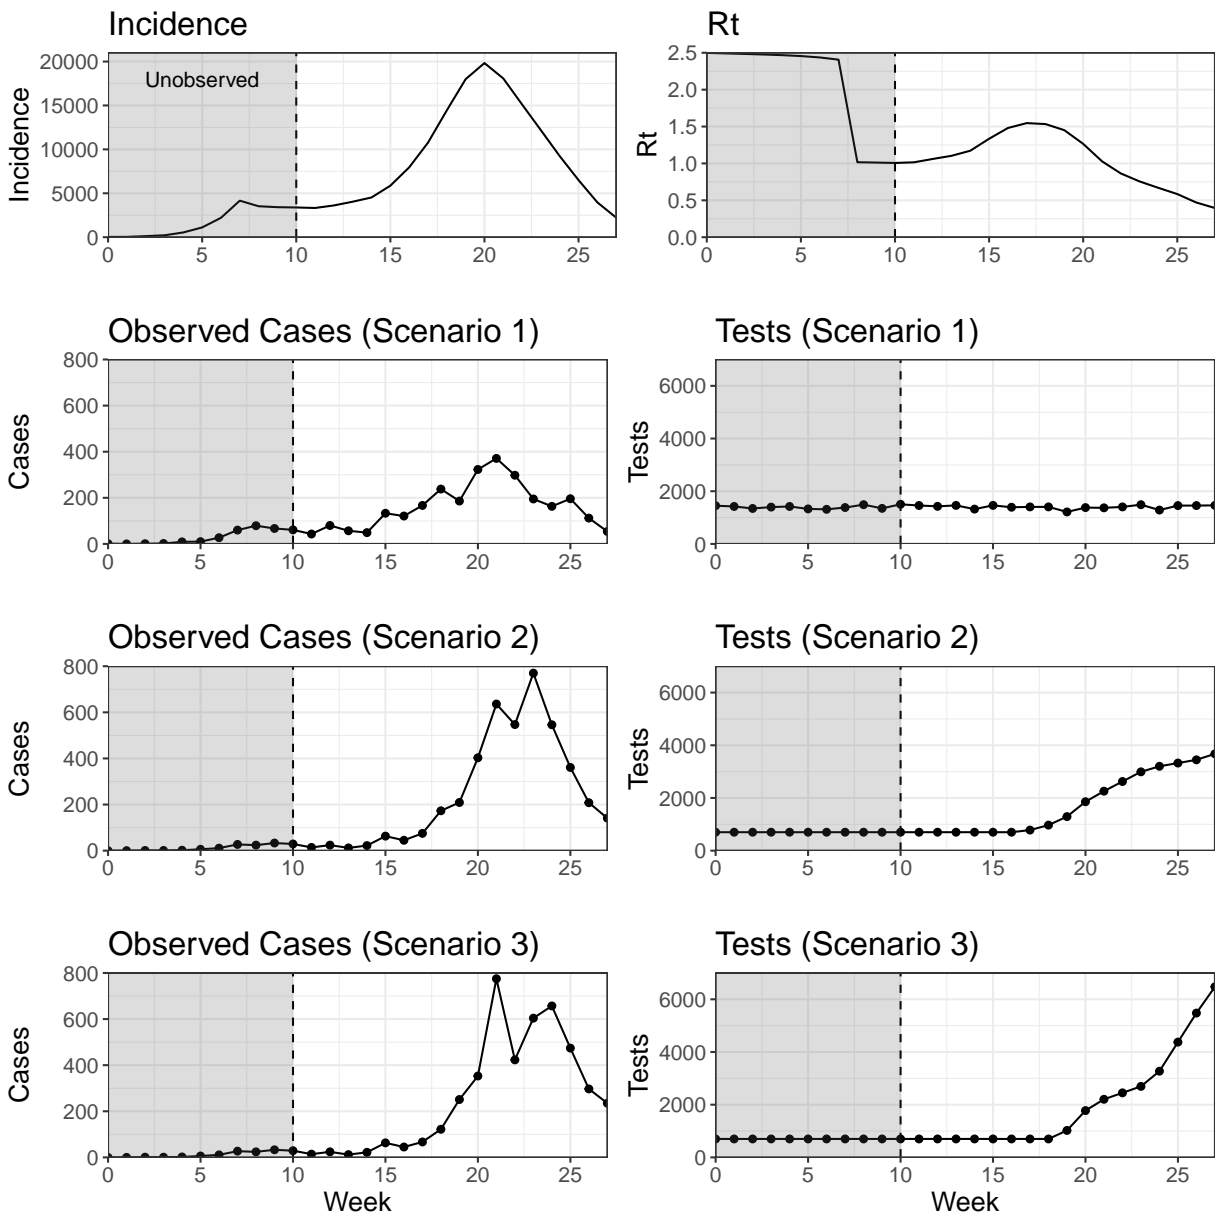 Incidence
Incidence
20000
15000
10000
5000
0
Unobserved
0 5 10 15 20 25
Rt
Rt
2.5
2.0
1.5
1.0
0.5
0.0
0 5 10 15 20 25
Observed Cases (Scenario 1)
Cases
800
600
400
200
0
0 5 10 15 20 25
Tests (Scenario 1)
Tests
6000
4000
2000
0
0 5 10 15 20 25
Observed Cases (Scenario 2)
Cases
800
600
400
200
0
0 5 10 15 20 25
Tests (Scenario 2)
Tests
6000
4000
2000
0
0 5 10 15 20 25
Observed Cases (Scenario 3)
Cases
800
600
400
200
0
0 5 10 15 20 25
Week
Tests (Scenario 3)
Tests
6000
4000
2000
0
0 5 10 15 20 25
Week